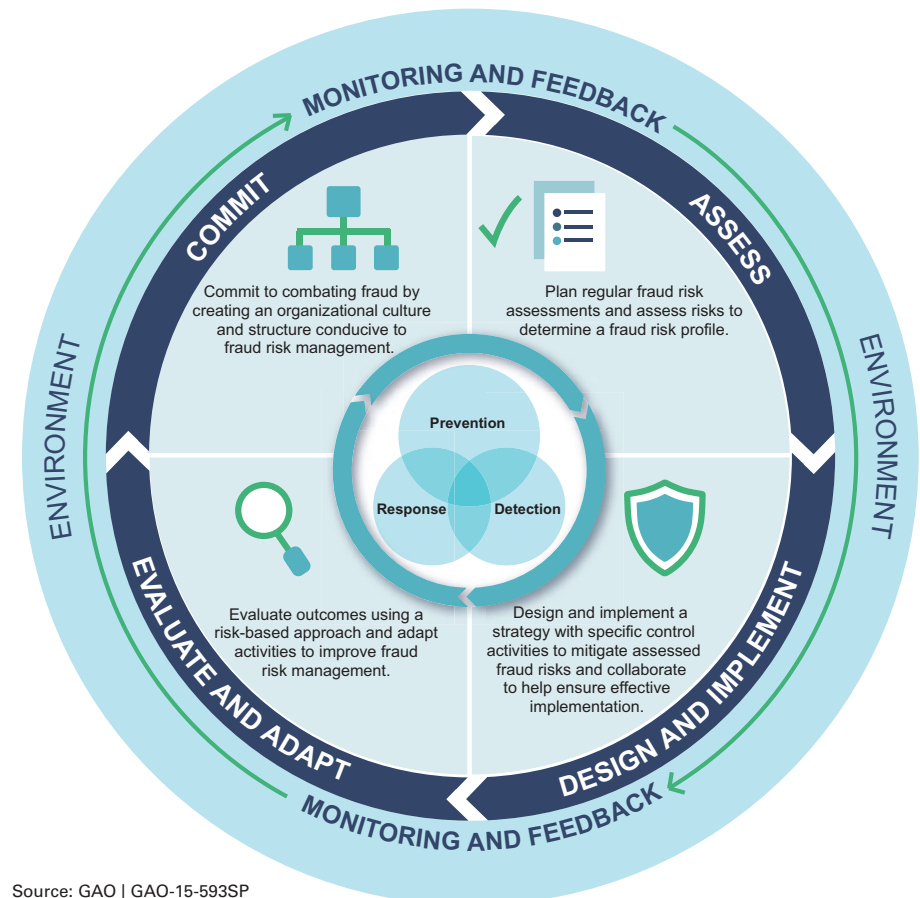 MONITORING AND FEEDBACK
COMMIT
ASSESS
Commit to combating fraud by
creating an organizational culture
and structure conducive to
fraud risk management.
Plan regular fraud risk
assessments and assess risks to
determine a fraud risk profile.
ENVIRONMENT
ENVIRONMENT
Prevention
Response
Detection
Evaluate outcomes using a
risk-based approach and adapt
activities to improve fraud
risk management.
Design and implement a
strategy with specific control
activities to mitigate assessed
fraud risks and collaborate
to help ensure effective
implementation.
EVALUATE AND ADAPT
DESIGN AND IMPLEMENT
MONITORING AND FEEDBACK
Source: GAO | GAO-15-593SP